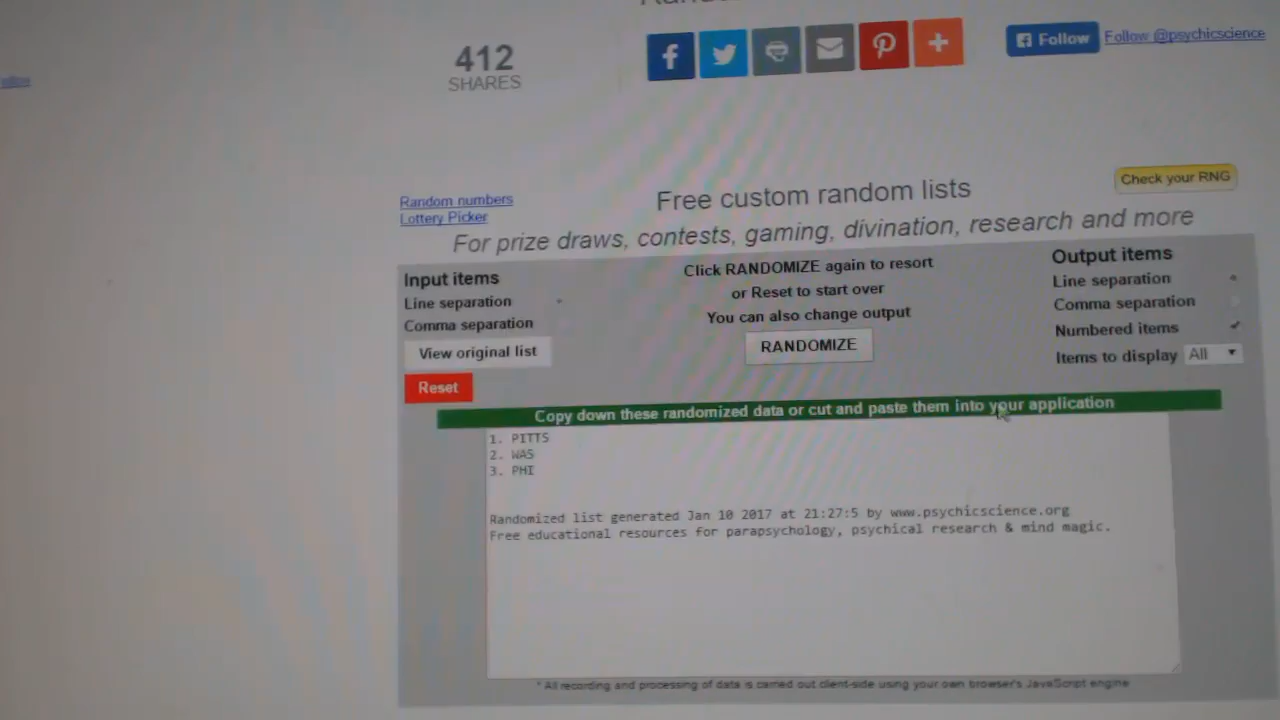 412
SHARES
Follow
Follow @psychicscience
Check your RNG
Random numbers
Lottery Picker
Free custom random lists
For prize draws, contests, gaming, divination, research and more
Input items
Line separation
Comma separation
View original list
Reset
Click RANDOMIZE again to resort
or Reset to start over
You can also change output
RANDOMIZE
Output items
Line separation
Comma separation
Numbered items
Items to display All
Copy down these randomized data or cut and paste them into your application
1. PITTS
2. WAS
3. PHI
Randomized list generated Jan 10 2017 at 21:27:5 by www.psychicscience.org
Free educational resources for parapsychology, psychical research & mind magic.
* All recording and processing of data is carried out client-side using your own browser's JavaScript engine